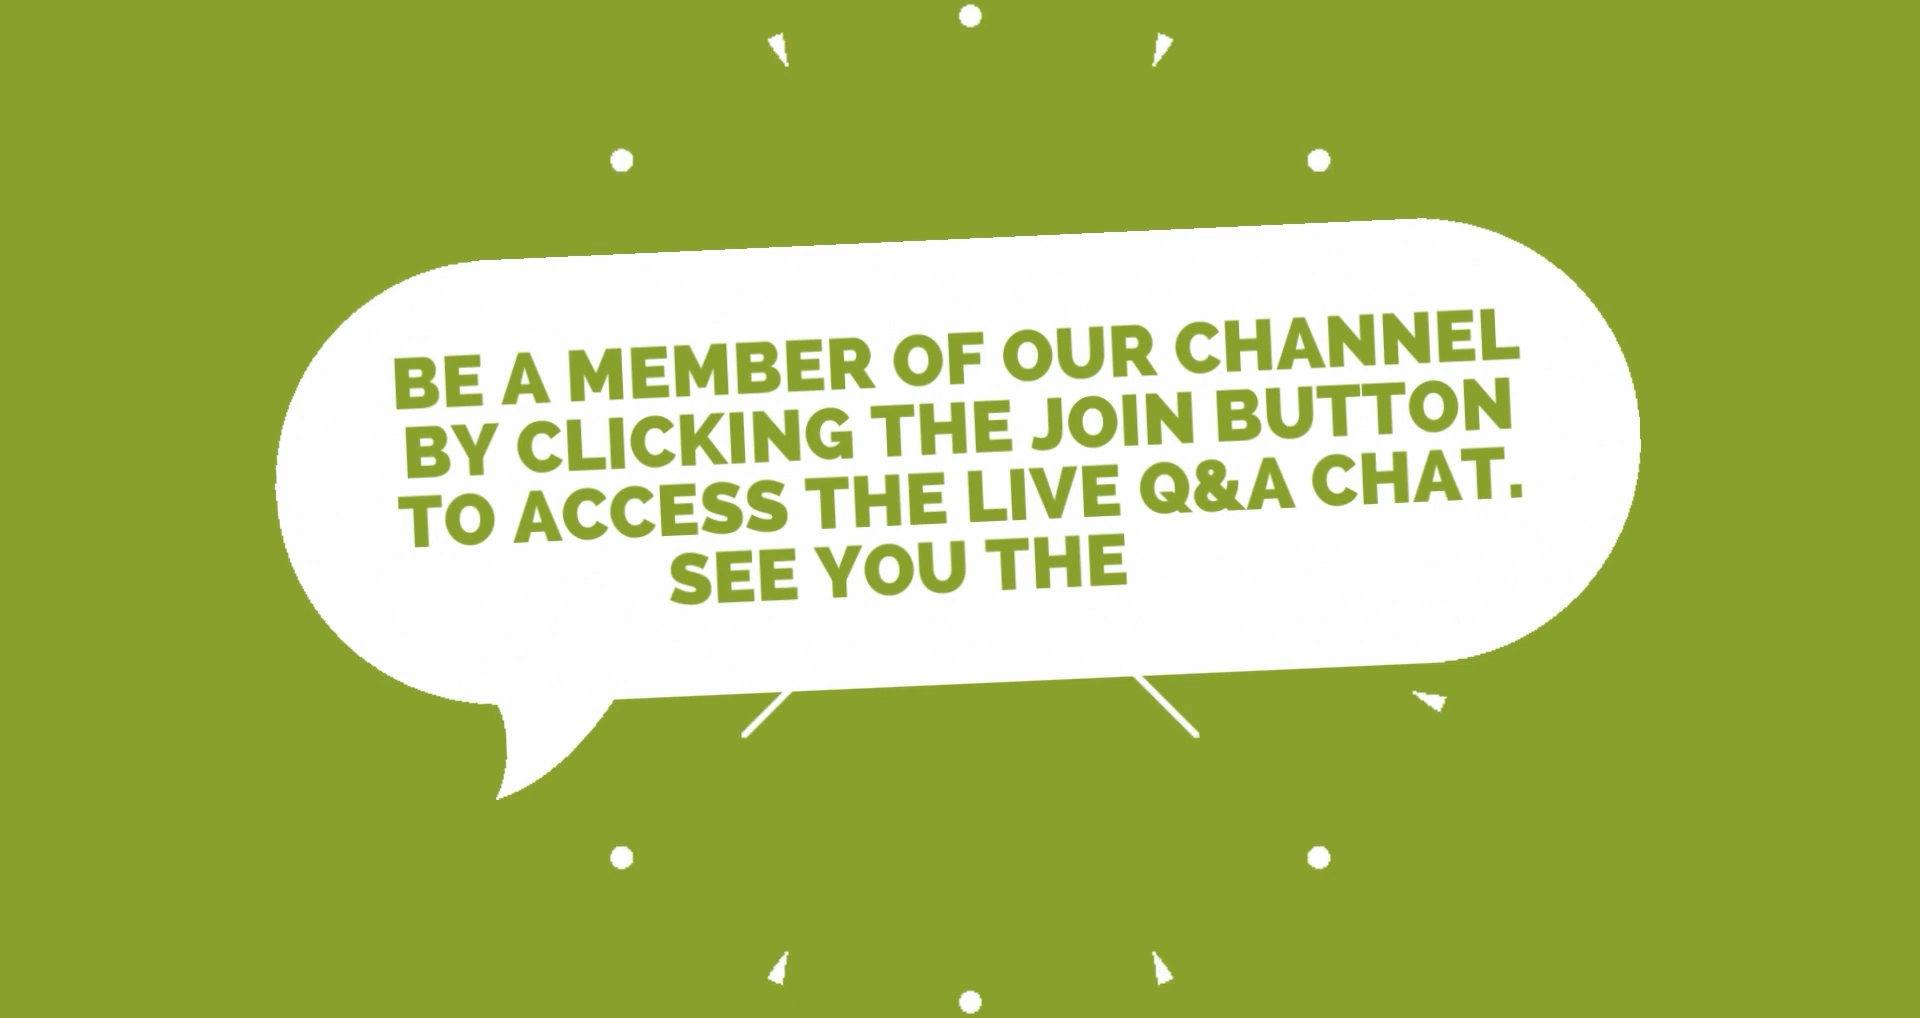 BE A MEMBER OF OUR CHANNEL
BY CLICKING THE JOIN BUTTON
TO ACCESS THE LIVE Q&A CHAT.
SEE YOU THE